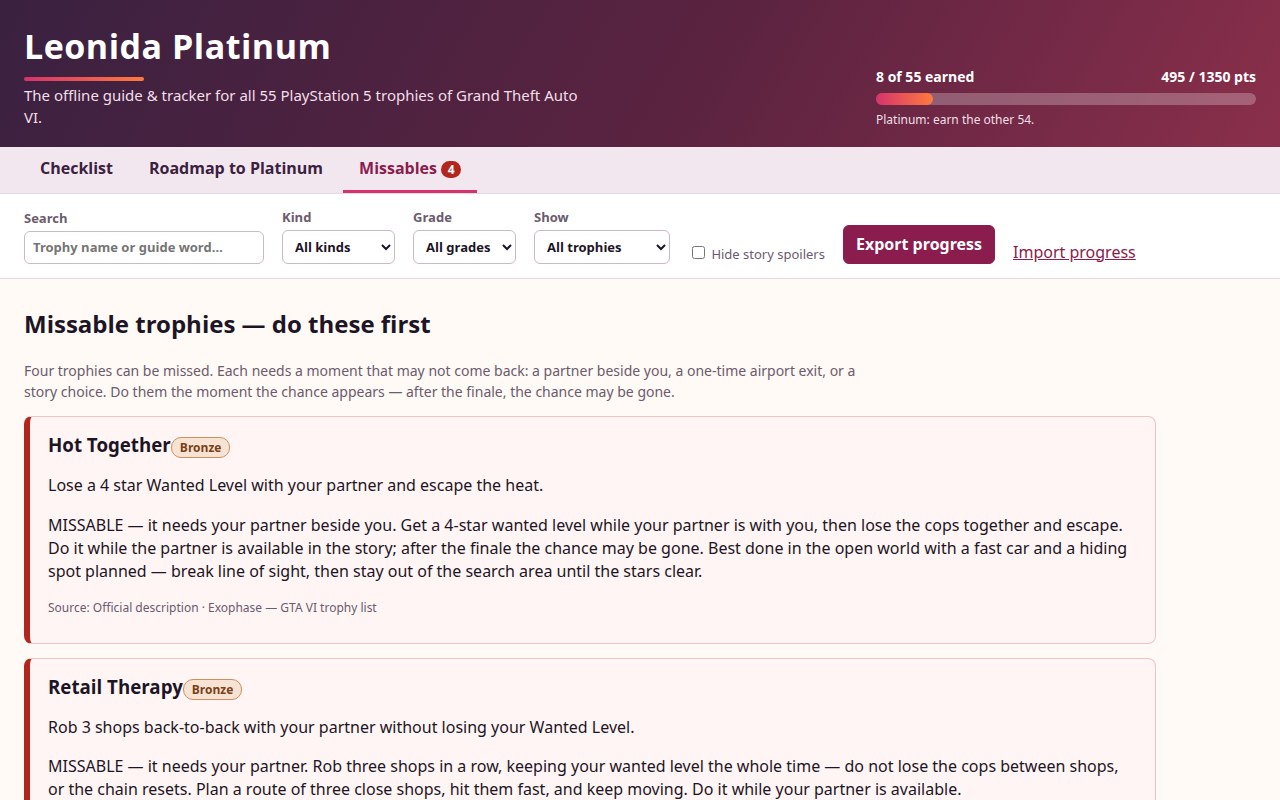 Leonida Platinum
The offline guide & tracker for all 55 PlayStation 5 trophies of Grand Theft Auto
VI.
8 of 55 earned
495 / 1350 pts
Platinum: earn the other 54.
Checklist
Roadmap to Platinum
Missables 4
Search
Trophy name or guide word...
Kind
All kinds
Grade
All grades
Show
All trophies
Hide story spoilers
Export progress
Import progress
Missable trophies — do these first
Four trophies can be missed. Each needs a moment that may not come back: a partner beside you, a one-time airport exit, or a
story choice. Do them the moment the chance appears — after the finale, the chance may be gone.
Hot Together Bronze
Lose a 4 star Wanted Level with your partner and escape the heat.
MISSABLE — it needs your partner beside you. Get a 4-star wanted level while your partner is with you, then lose the cops together and escape.
Do it while the partner is available in the story; after the finale the chance may be gone. Best done in the open world with a fast car and a hiding
spot planned — break line of sight, then stay out of the search area until the stars clear.
Source: Official description · Exophase — GTA VI trophy list
Retail Therapy Bronze
Rob 3 shops back-to-back with your partner without losing your Wanted Level.
MISSABLE — it needs your partner. Rob three shops in a row, keeping your wanted level the whole time — do not lose the cops between shops,
or the chain resets. Plan a route of three close shops, hit them fast, and keep moving. Do it while your partner is available.